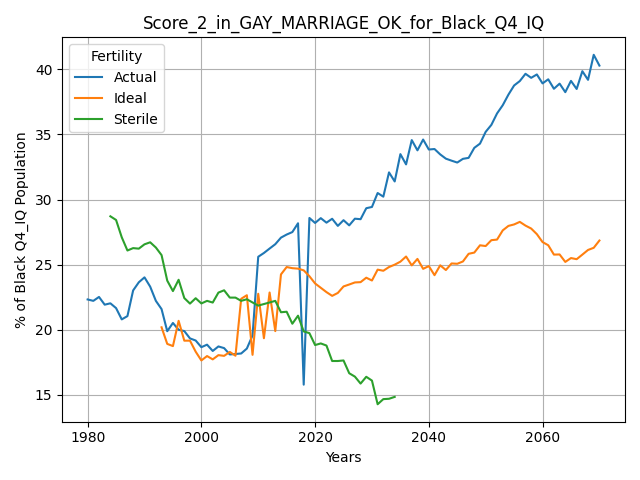 Score_2_in_GAY_MARRIAGE_OK_for_Black_Q4_IQ
Fertility
Actual
Ideal
Sterile
% of Black Q4_IQ Population
40
35
30
25
20
15
1980
2000
2020
2040
2060
Years